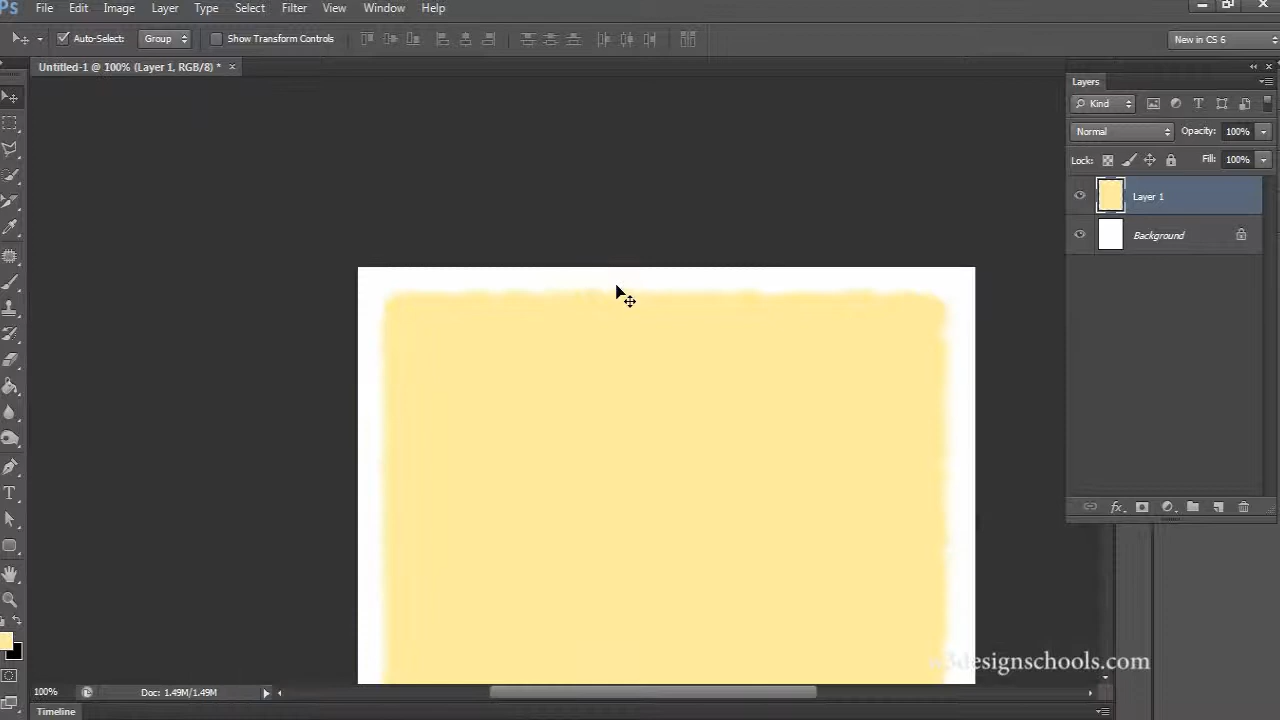 Ps File Edit Image Layer Type Select Filter View Window Help
Auto-Select: Group Show Transform Controls New in CS 6
Untitled-1 @ 100% (Layer 1, RGB/8) * ×
Layers
Kind
Normal Opacity: 100%
Lock: Fill: 100%
Layer 1
Background
fx
3designschools.com
100% Doc: 1.49M/1.49M
Timeline